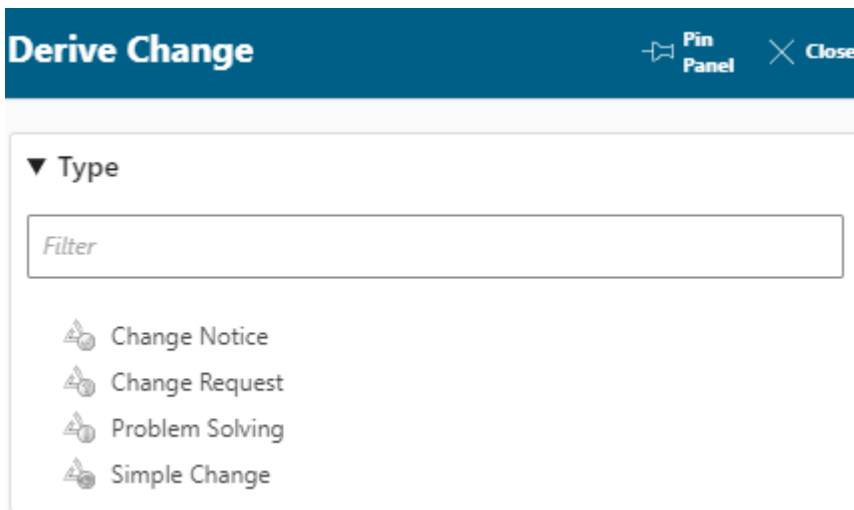 Derive Change
Pin
Panel
Close
Type
Filter
Change Notice
Change Request
Problem Solving
Simple Change